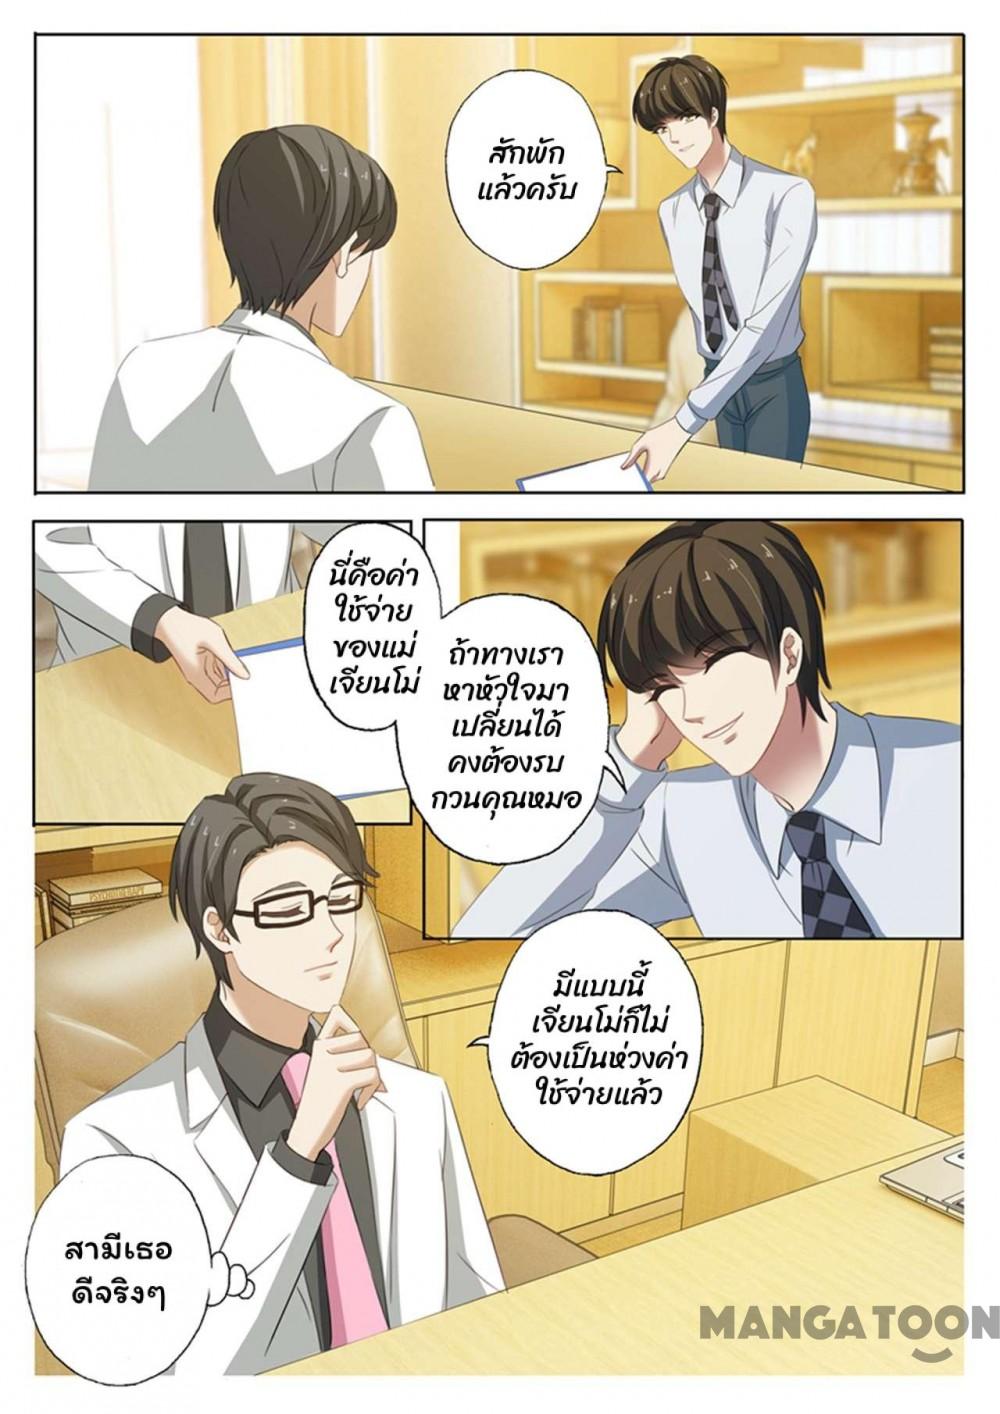 สักพัก
แล้วครับ
นี่คือค่า
ใช้จ่าย
ของแม่
เจียนโม่
ถ้าทางเรา
หาหัวใจมา
เปลี่ยนได้
คงต้องรบ
กวนคุณหมอ
PSYCHOTHERAPY
มีแบบนี้
เจียนโม่ก็ไม่
ต้องเป็นห่วงค่า
ใช้จ่ายแล้ว
สามีเธอ
ดีจริงๆ
MANGATOON